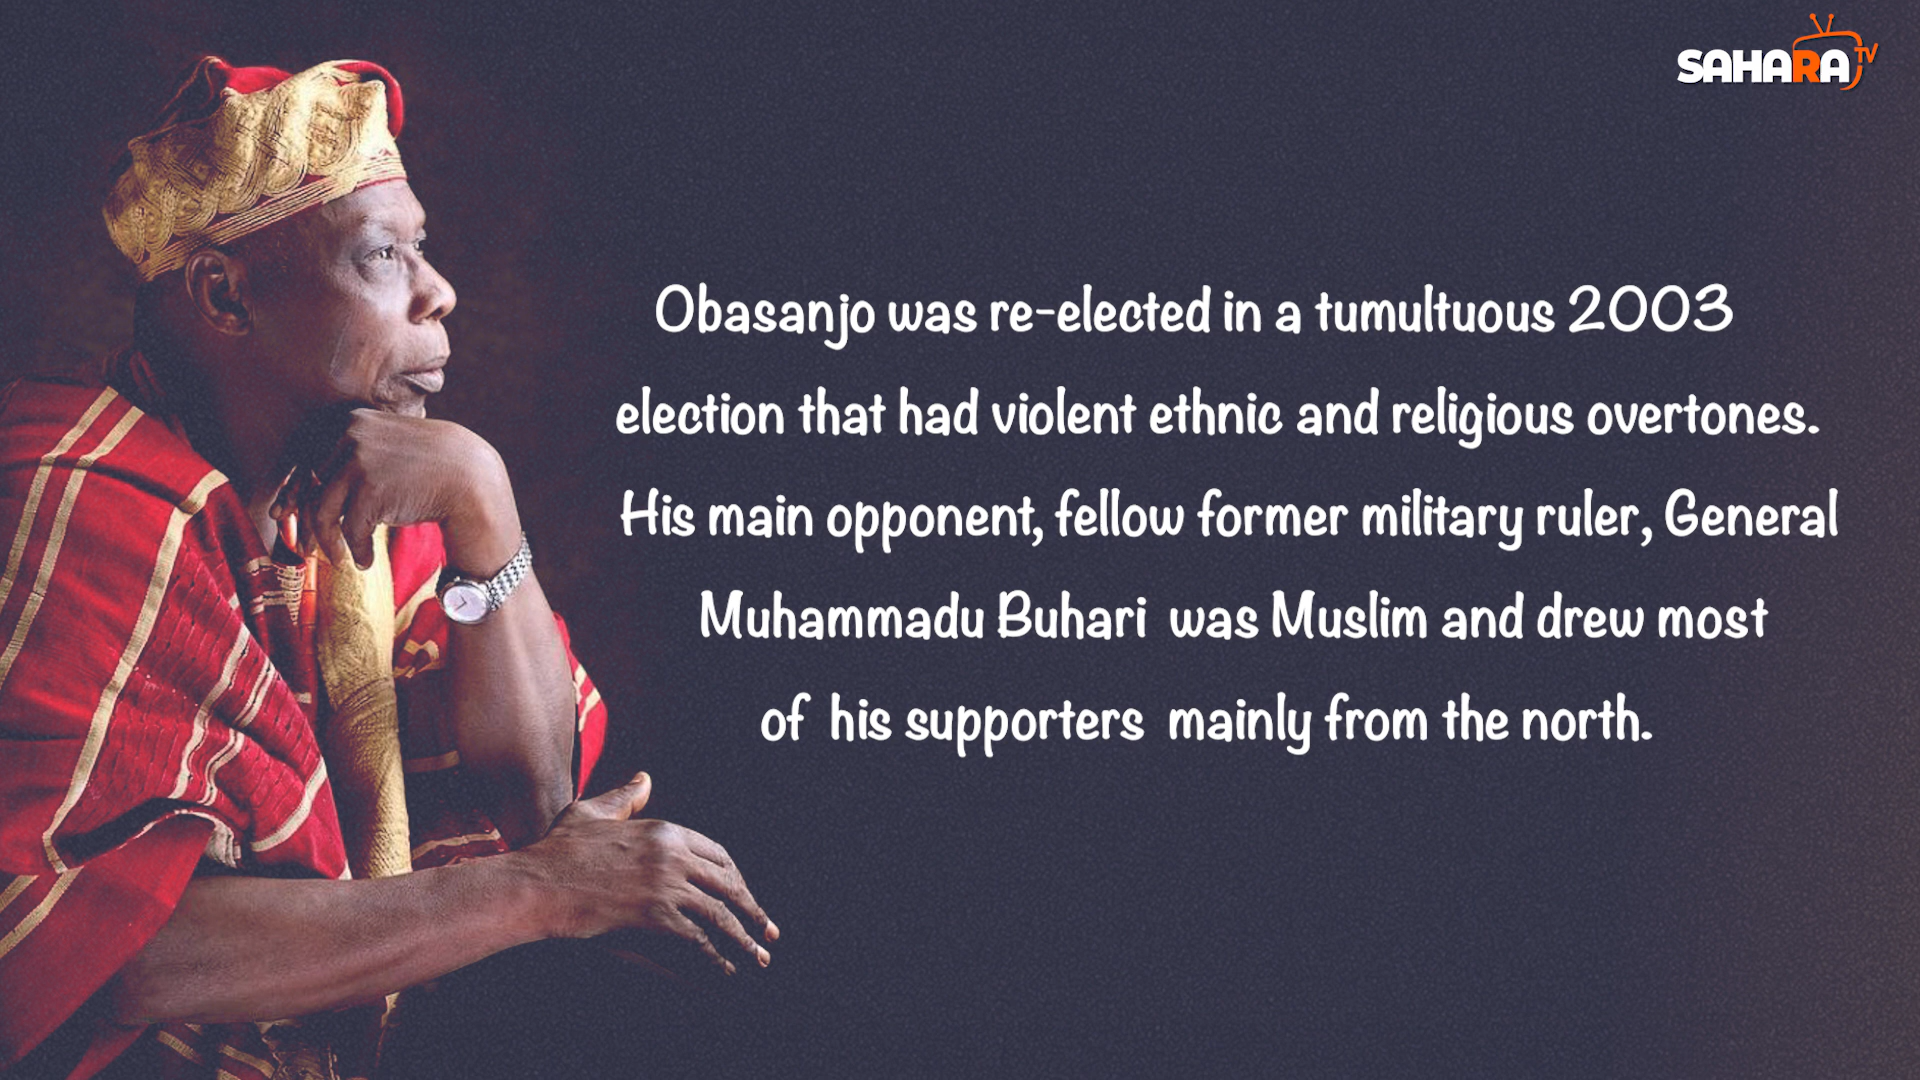 SAHARA TV
Obasanjo was re-elected in a tumultuous 2003
election that had violent ethnic and religious overtones.
His main opponent, fellow former military ruler, General
Muhammadu Buhari was Muslim and drew most
of his supporters mainly from the north.